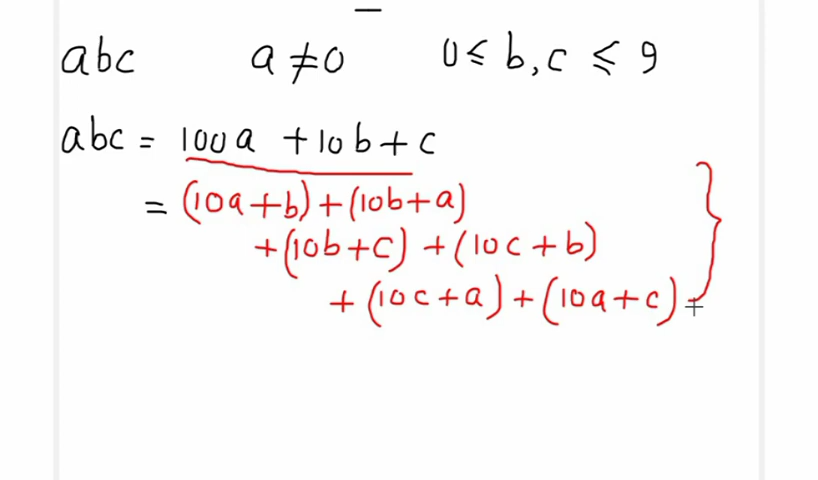 abc a ≠ 0 0 ⩽ b, c ⩽ 9
abc = 100a + 10b + c
= (10a+b) + (10b+a)
+ (10b+c) + (10c+b)
+ (10c+a) + (10a+c)